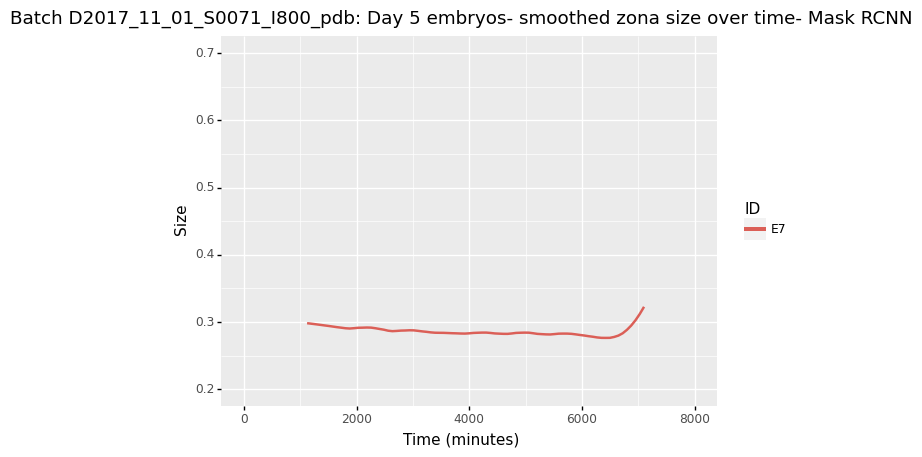 Batch D2017_11_01_S0071_I800_pdb: Day 5 embryos- smoothed zona size over time- Mask RCNN
0.7
0.6
0.5
0.4
0.3
0.2
Size
0 2000 4000 6000 8000
Time (minutes)
ID
E7